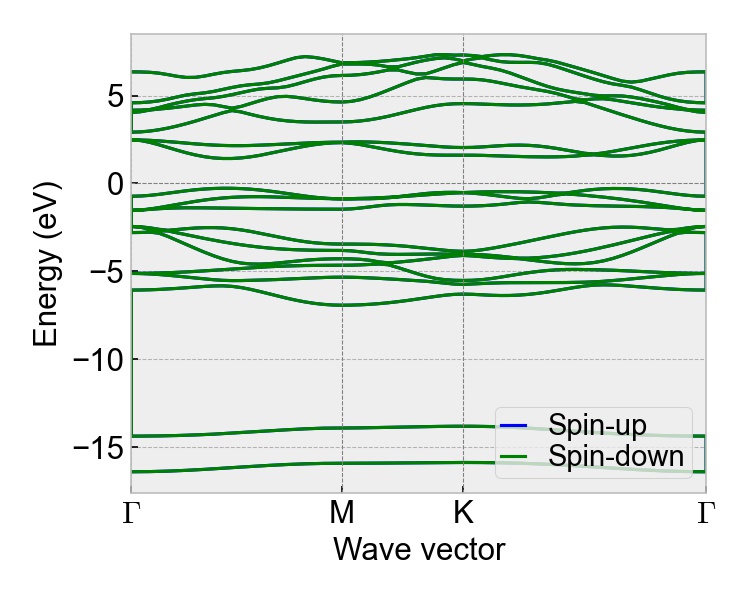 5
0
−5
−10
−15
Energy (eV)
Γ
M
K
Γ
Wave vector
Spin-up
Spin-down